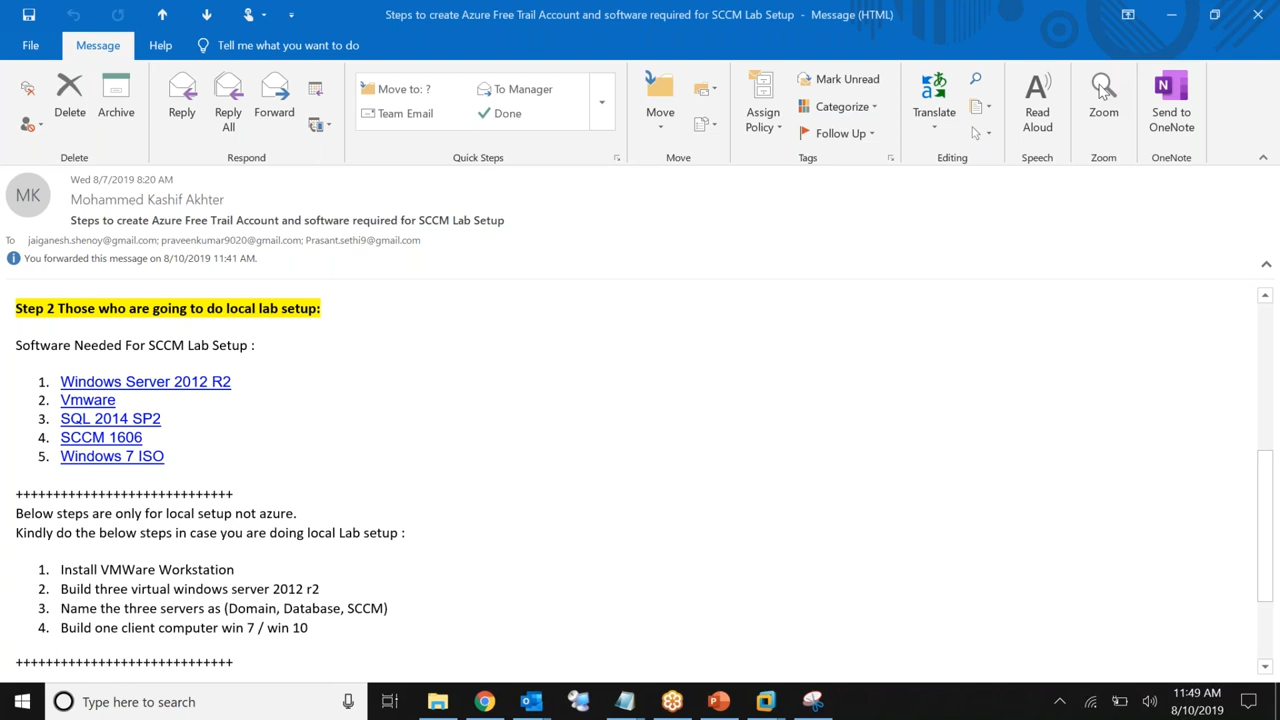 Steps to create Azure Free Trail Account and software required for SCCM Lab Setup - Message (HTML)
File Message Help Tell me what you want to do
Delete Archive Reply Reply All Forward Move to: ? To Manager Team Email Done Move Assign Policy Mark Unread Categorize Follow Up Translate Read Aloud Zoom Send to OneNote
Delete Respond Quick Steps Move Tags Editing Speech Zoom OneNote
MK
Wed 8/7/2019 8:20 AM
Mohammed Kashif Akhter
Steps to create Azure Free Trail Account and software required for SCCM Lab Setup
To jaiganesh.shenoy@gmail.com; praveenkumar9020@gmail.com; Prasant.sethi9@gmail.com
You forwarded this message on 8/10/2019 11:41 AM.
Step 2 Those who are going to do local lab setup:
Software Needed For SCCM Lab Setup :
1. Windows Server 2012 R2
2. Vmware
3. SQL 2014 SP2
4. SCCM 1606
5. Windows 7 ISO
+++++++++++++++++++++++++++++
Below steps are only for local setup not azure.
Kindly do the below steps in case you are doing local Lab setup :
1. Install VMWare Workstation
2. Build three virtual windows server 2012 r2
3. Name the three servers as (Domain, Database, SCCM)
4. Build one client computer win 7 / win 10
+++++++++++++++++++++++++++++
Type here to search
11:49 AM
8/10/2019